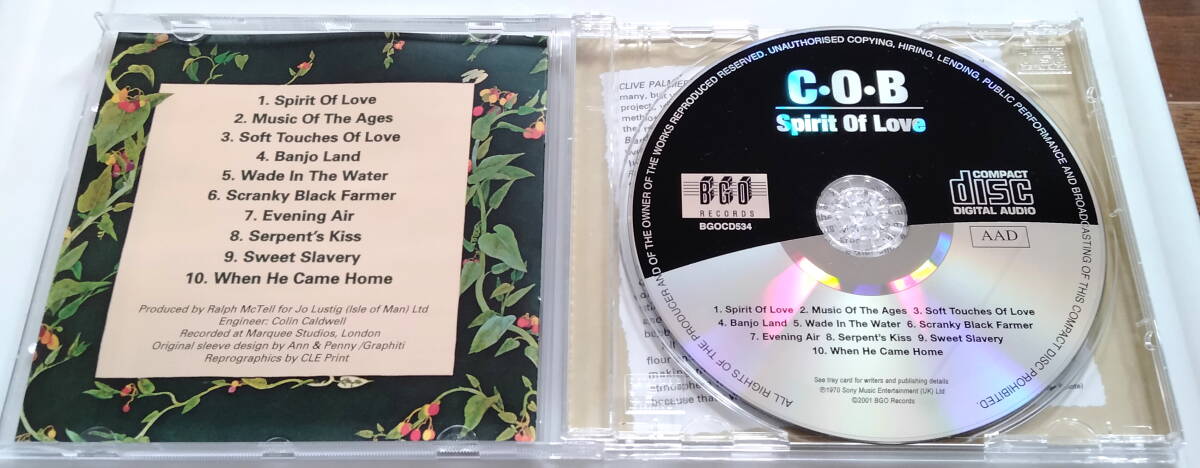 1. Spirit Of Love
2. Music Of The Ages
3. Soft Touches Of Love
4. Banjo Land
5. Wade In The Water
6. Scranky Black Farmer
7. Evening Air
8. Serpent's Kiss
9. Sweet Slavery
10. When He Came Home
Produced by Ralph McTell for Jo Lustig (Isle of Man) Ltd
Engineer: Colin Caldwell
Recorded at Marquee Studios, London
Original sleeve design by Ann & Penny /Graphiti
Reprographics by CLE Print
CLIVE PALMER
many, but
project,
ALL RIGHTS OF THE PRODUCER AND OF THE OWNER OF THE WORKS REPRODUCED RESERVED. UNAUTHORISED COPYING, HIRING, LENDING, PUBLIC PERFORMANCE AND BROADCASTING OF THIS COMPACT DISC PROHIBITED.
C·O·B
Spirit Of Love
BGO
RECORDS
BGOCD534
COMPACT
disc
DIGITAL AUDIO
AAD
1. Spirit Of Love 2. Music Of The Ages 3. Soft Touches Of Love
4. Banjo Land 5. Wade In The Water 6. Scranky Black Farmer
7. Evening Air 8. Serpent's Kiss 9. Sweet Slavery
10. When He Came Home
See tray card for writers and publishing details
℗1970 Sony Music Entertainment (UK) Ltd
©2001 BGO Records
because that